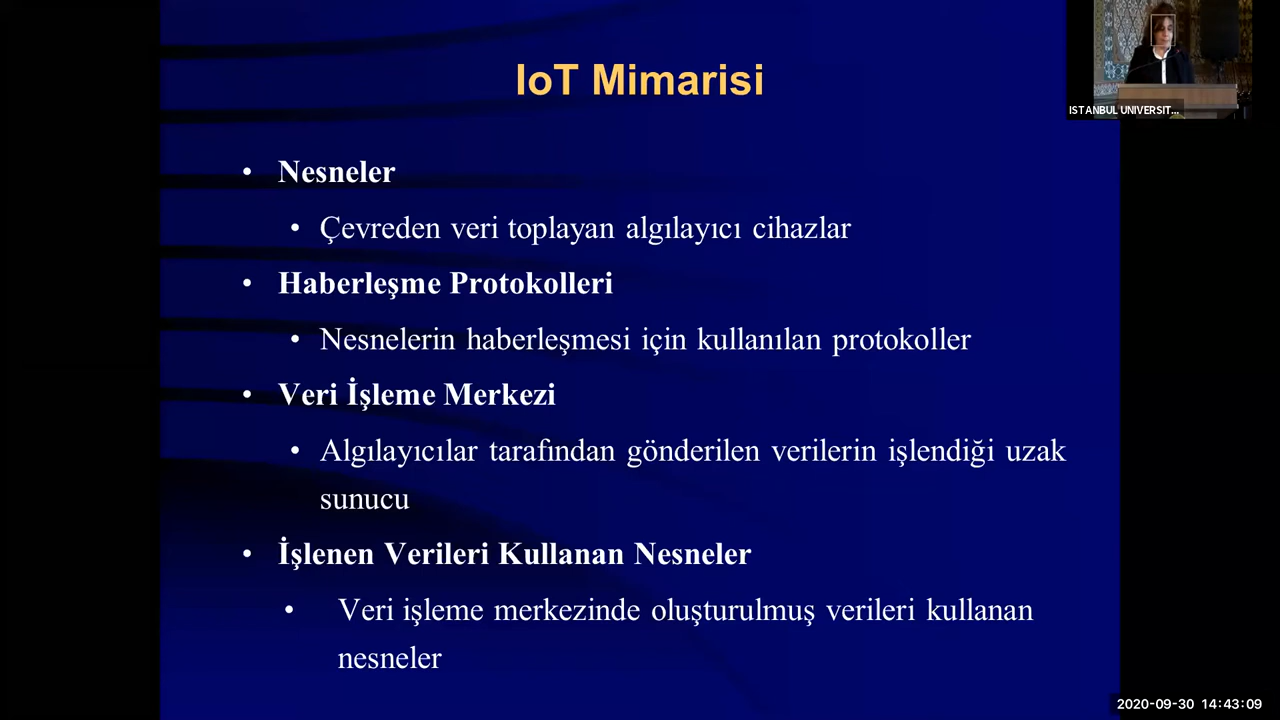 IoT Mimarisi
ISTANBUL UNIVERSIT...
• Nesneler
• Çevreden veri toplayan algılayıcı cihazlar
• Haberleşme Protokolleri
• Nesnelerin haberleşmesi için kullanılan protokoller
• Veri İşleme Merkezi
• Algılayıcılar tarafından gönderilen verilerin işlendiği uzak
sunucu
• İşlenen Verileri Kullanan Nesneler
• Veri işleme merkezinde oluşturulmuş verileri kullanan
nesneler
2020-09-30 14:43:09